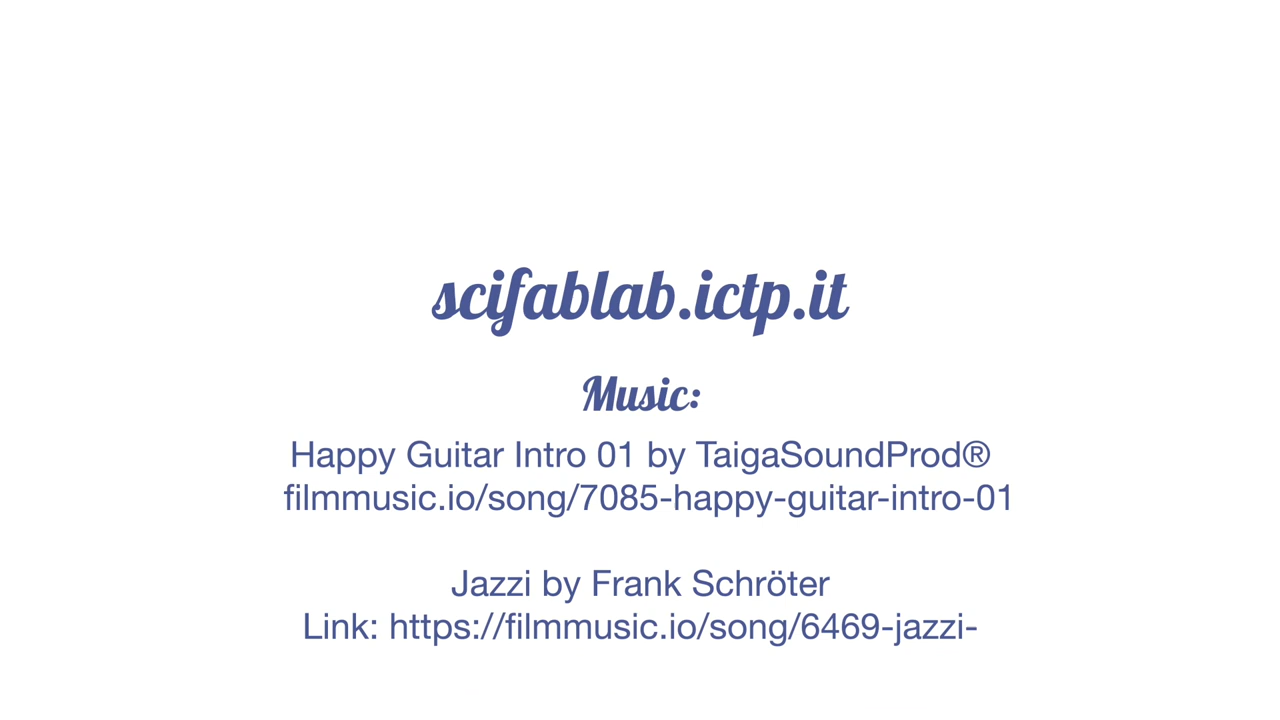 scifablab.ictp.it
Music:
Happy Guitar Intro 01 by TaigaSoundProd®
filmmusic.io/song/7085-happy-guitar-intro-01
Jazzi by Frank Schröter
Link: https://filmmusic.io/song/6469-jazzi-